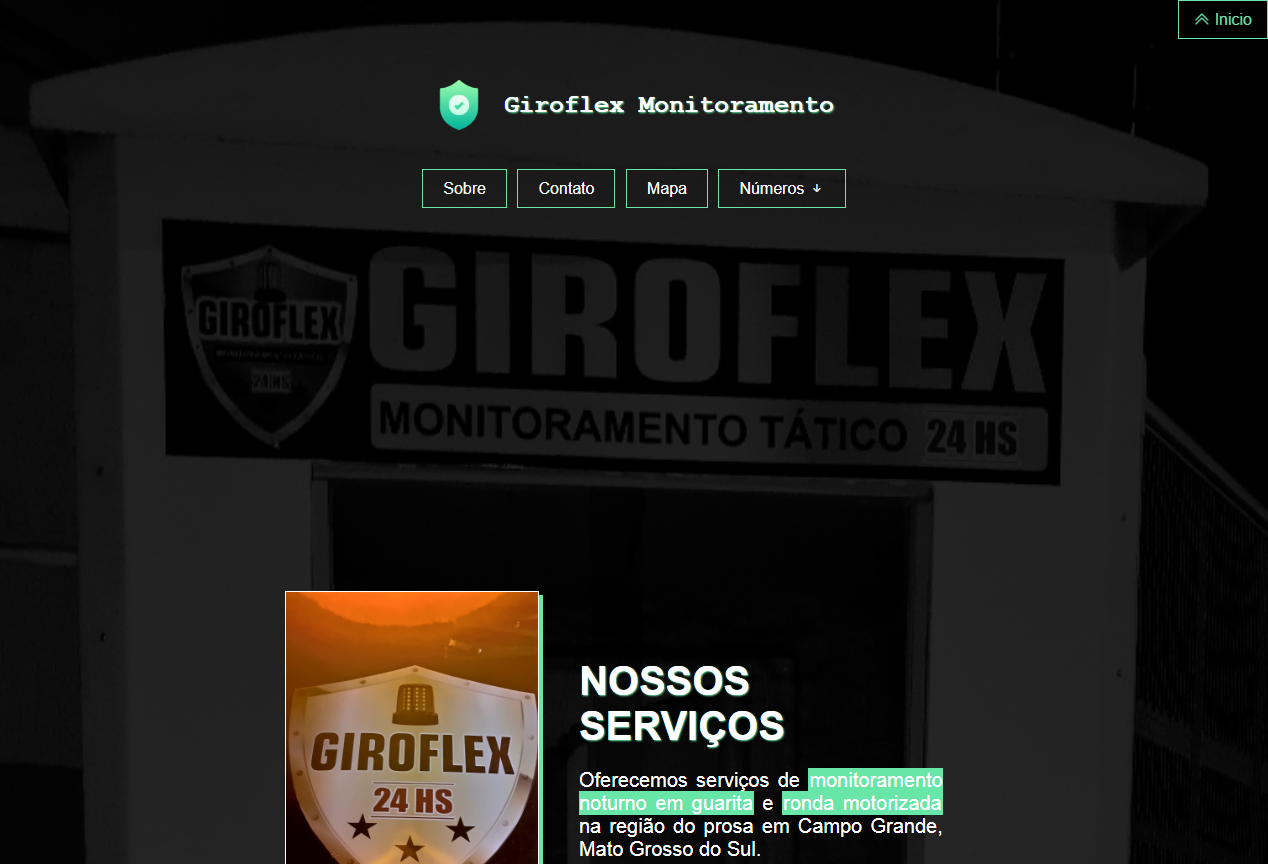 Inicio
Giroflex Monitoramento
Sobre
Contato
Mapa
Números
GIROFLEX
GIROFLEX
MONITORAMENTO TÁTICO
24 HS
MONITORAMENTO TÁTICO 24 HS
GIROFLEX
24 HS
NOSSOS
SERVIÇOS
Oferecemos serviços de monitoramento
noturno em guarita e ronda motorizada
na região do prosa em Campo Grande,
Mato Grosso do Sul.